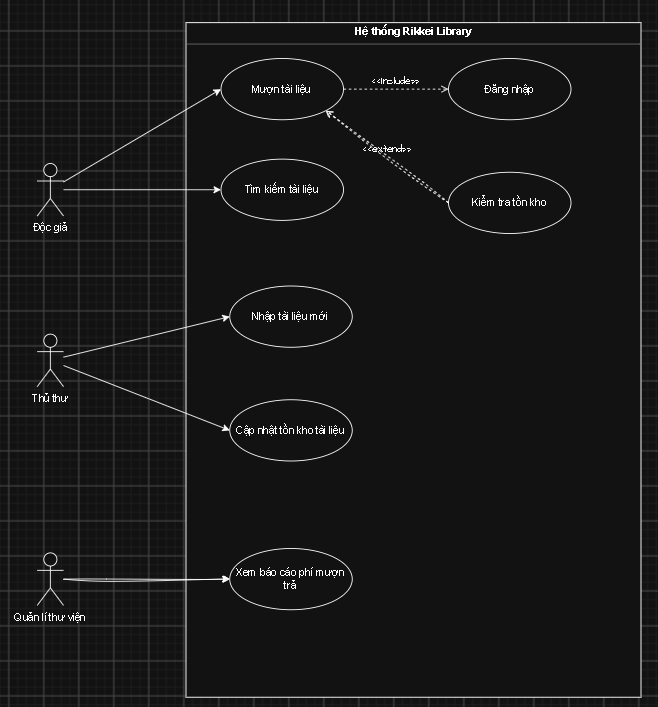 Hệ thống Rikkei Library
Mượn tài liệu
<<include>>
Đăng nhập
<<extend>>
Tìm kiếm tài liệu
Kiểm tra tồn kho
Độc giả
Nhập tài liệu mới
Thủ thư
Cập nhật tồn kho tài liệu
Xem báo cáo phí mượn
trả
Quản lí thư viện